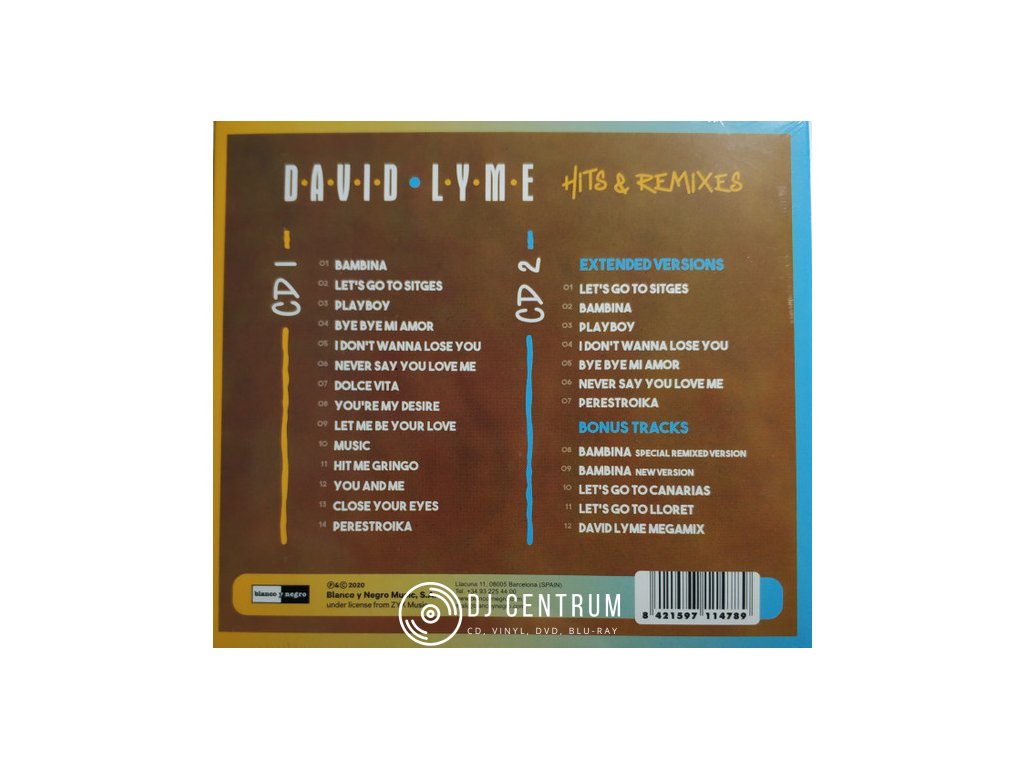 D•A•V•I•D•L•Y•M•E HITS & REMIXES
CD 1
01 BAMBINA
02 LET'S GO TO SITGES
03 PLAYBOY
04 BYE BYE MI AMOR
05 I DON'T WANNA LOSE YOU
06 NEVER SAY YOU LOVE ME
07 DOLCE VITA
08 YOU'RE MY DESIRE
09 LET ME BE YOUR LOVE
10 MUSIC
11 HIT ME GRINGO
12 YOU AND ME
13 CLOSE YOUR EYES
14 PERESTROIKA
CD 2
EXTENDED VERSIONS
01 LET'S GO TO SITGES
02 BAMBINA
03 PLAYBOY
04 I DON'T WANNA LOSE YOU
05 BYE BYE MI AMOR
06 NEVER SAY YOU LOVE ME
07 PERESTROIKA
BONUS TRACKS
08 BAMBINA SPECIAL REMIXED VERSION
09 BAMBINA NEW VERSION
10 LET'S GO TO CANARIAS
11 LET'S GO TO LLORET
12 DAVID LYME MEGAMIX
blanco y negro
℗&© 2020
Blanco y Negro Music, S.A.
under license from
Llacuna 11, 08005 Barcelona (SPAIN)
Tel. +34 93 225 44 00
DJ CENTRUM
CD, VINYL, DVD, BLU-RAY
8 421597 114789